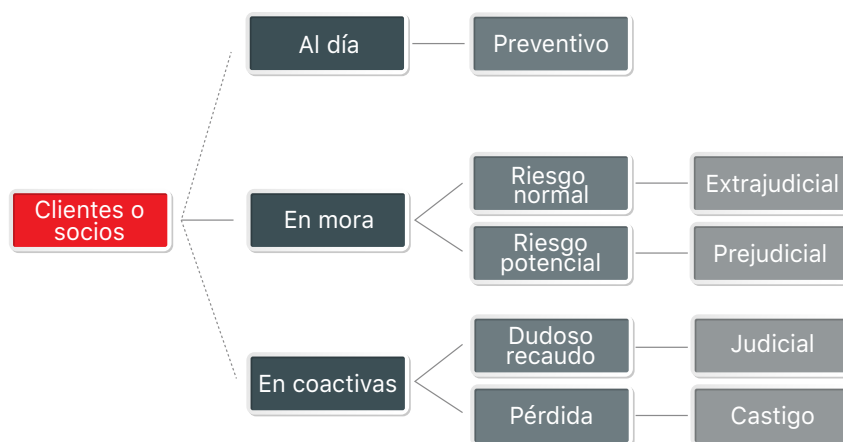 Al día
Preventivo
Riesgo
normal
Extrajudicial
Clientes o
socios
En mora
Riesgo
potencial
Prejudicial
Dudoso
recaudo
Judicial
En coactivas
Pérdida
Castigo